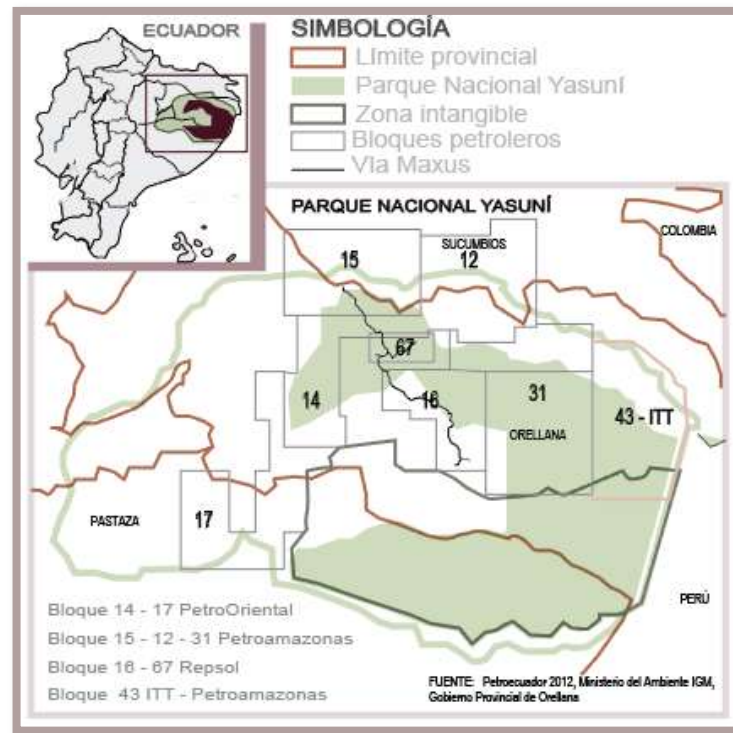 ECUADOR
SIMBOLOGÍA
Límite provincial
Parque Nacional Yasuní
Zona intangible
Bloques petroleros
Vía Maxus
PARQUE NACIONAL YASUNÍ
COLOMBIA
SUCUMBIOS
15
12
67
14
16
31
43 - ITT
ORELLANA
PASTAZA
17
PERÚ
Bloque 14 - 17 PetroOriental
Bloque 15 - 12 - 31 Petroamazonas
Bloque 16 - 67 Repsol
Bloque 43 ITT - Petroamazonas
FUENTE: Petroecuador 2012, Ministerio del Ambiente IGM,
Gobierno Provincial de Orellana